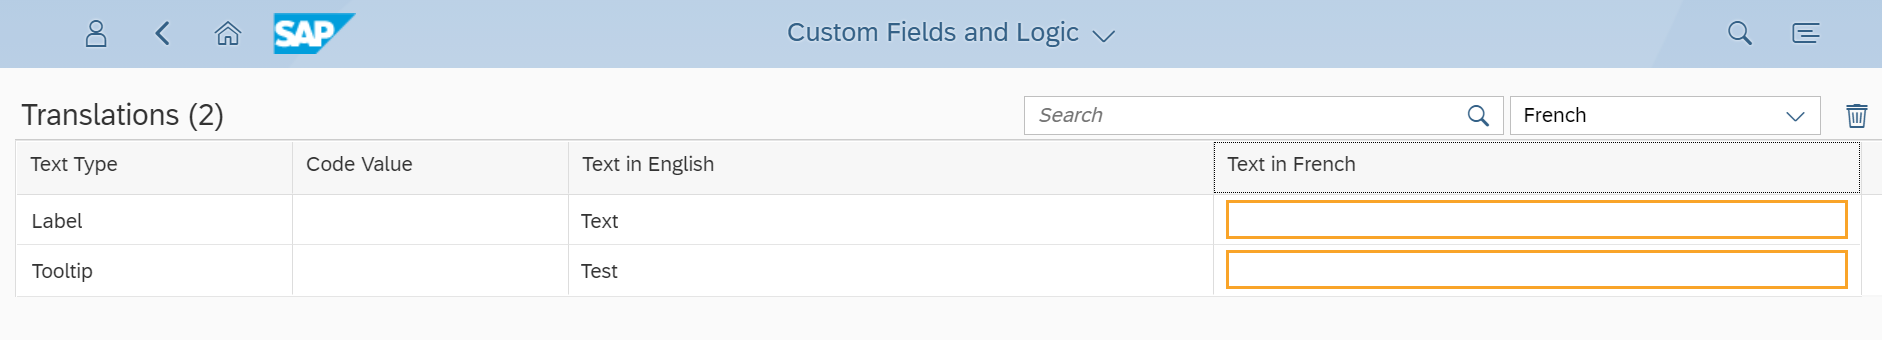 SAP Custom Fields and Logic
Translations (2) Search French
Text Type Code Value Text in English Text in French
Label Text
Tooltip Test